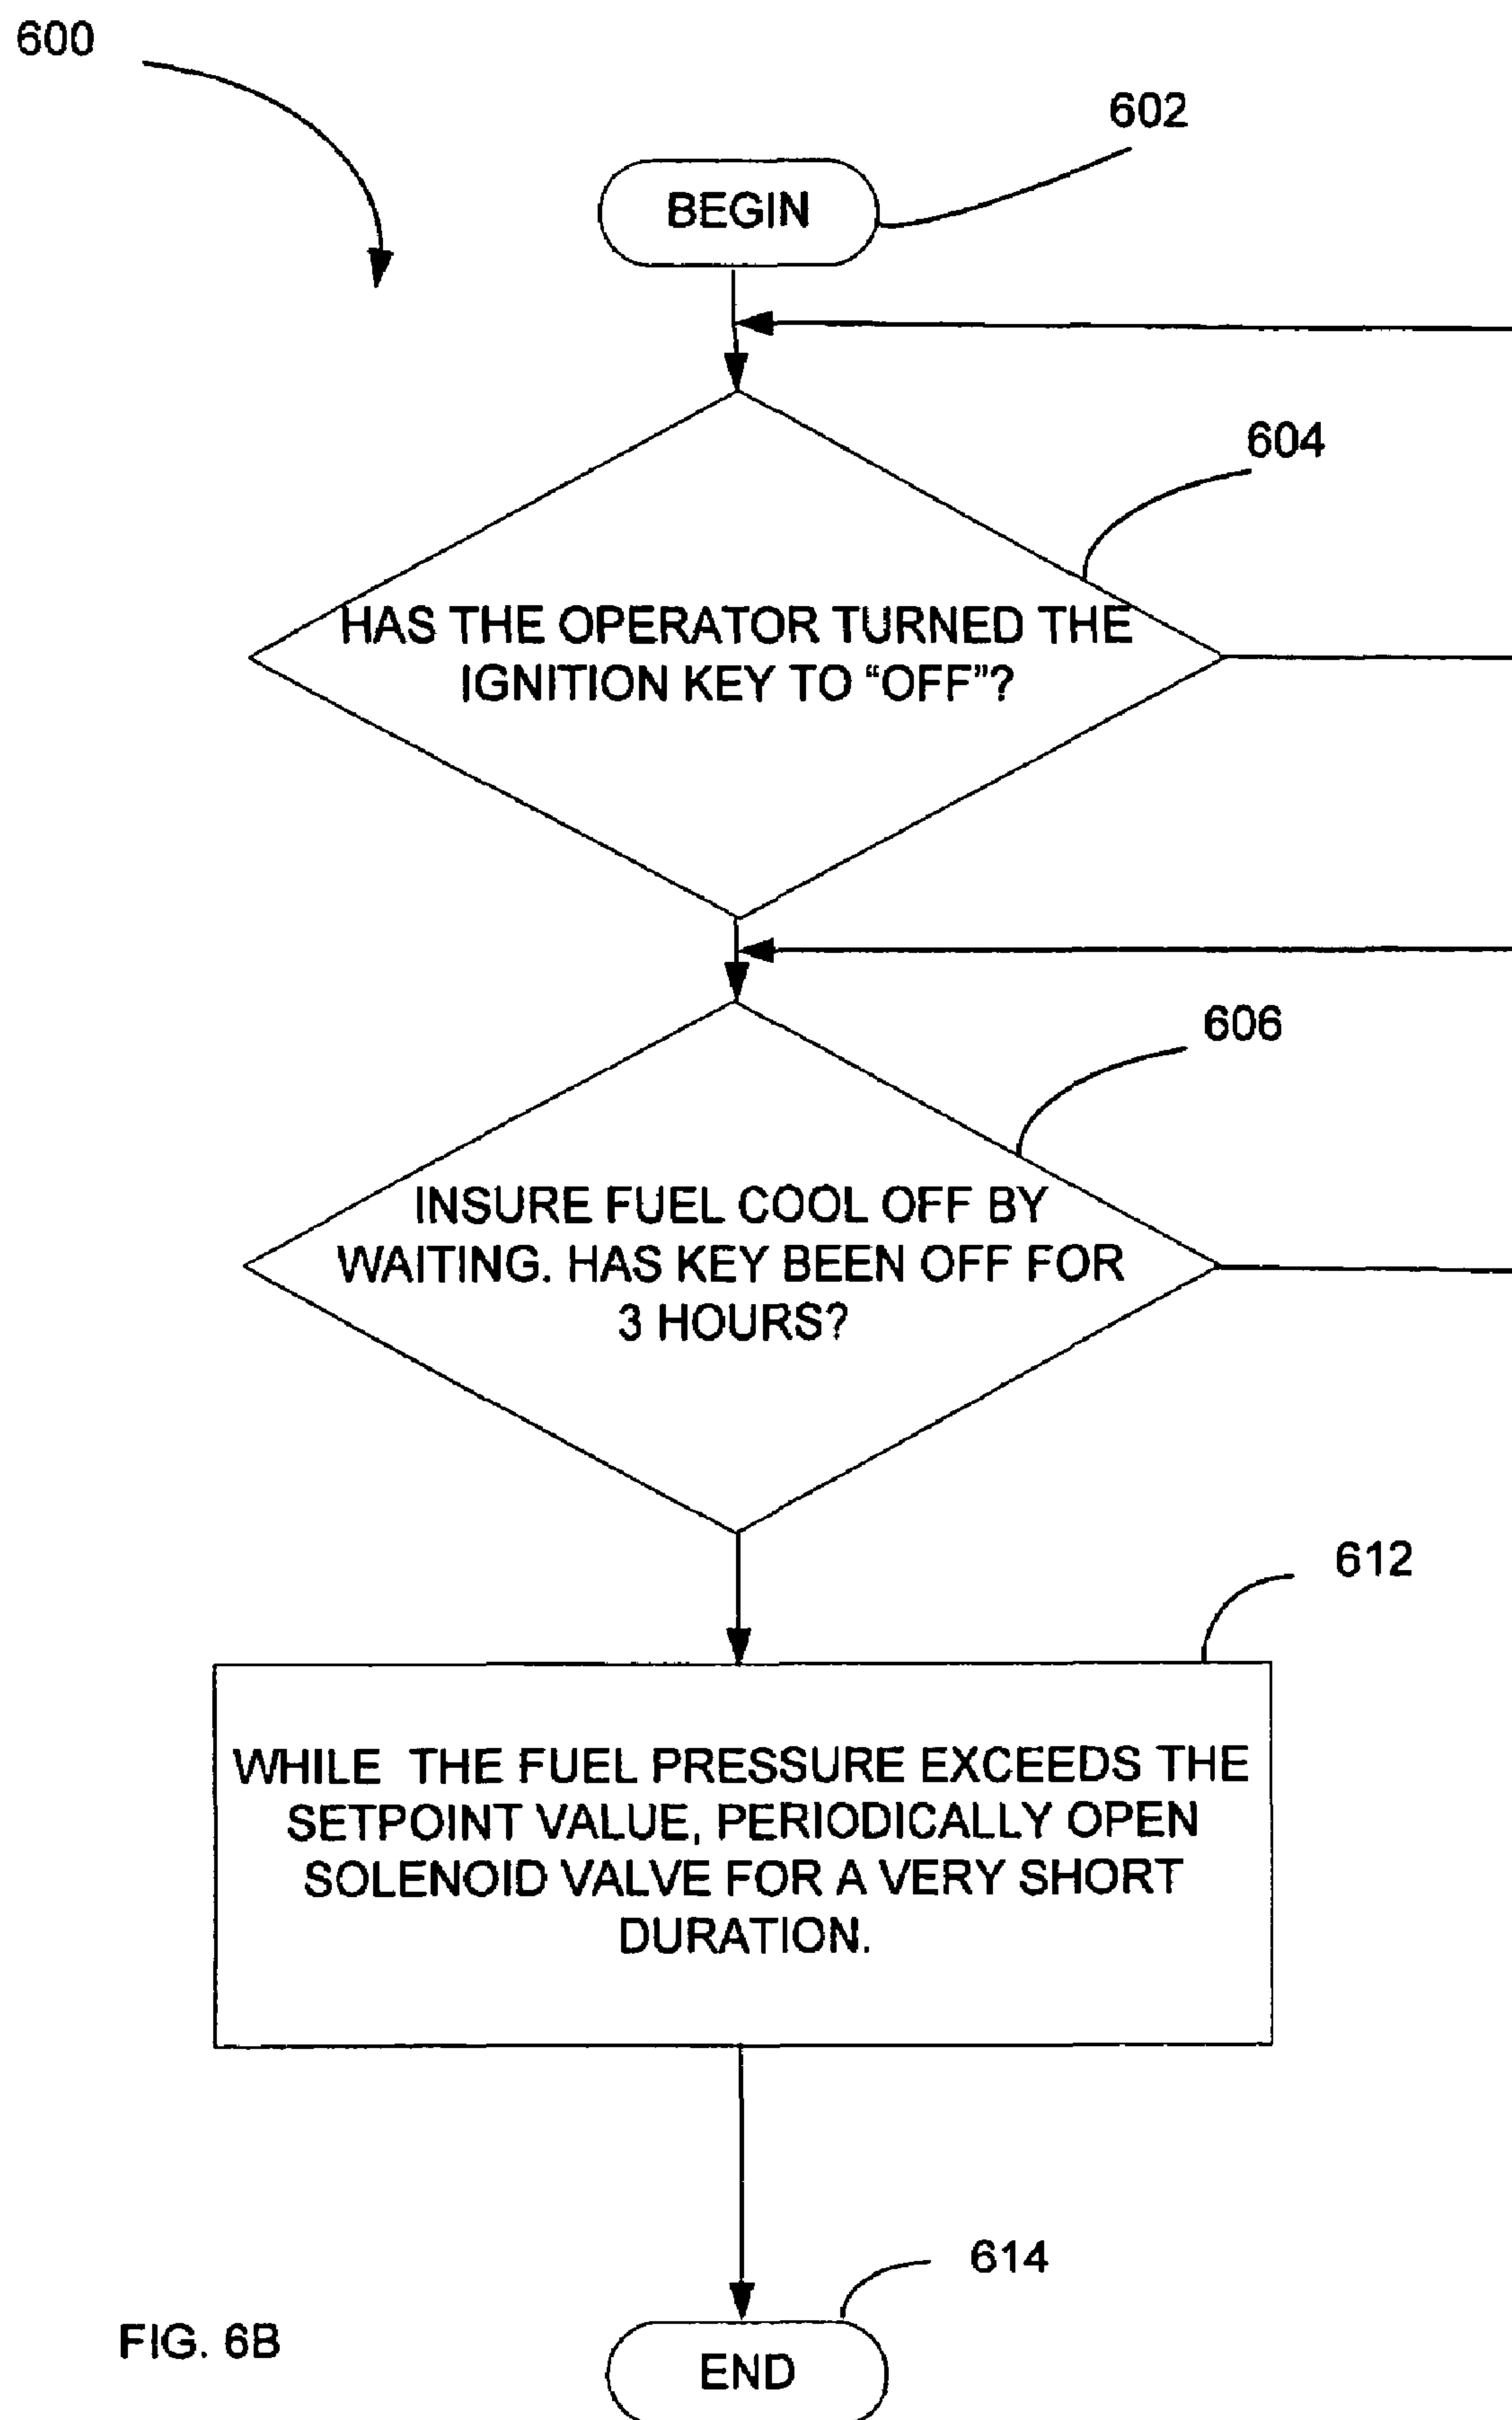 600
602
BEGIN
604
HAS THE OPERATOR TURNED THE
IGNITION KEY TO “OFF”?
606
INSURE FUEL COOL OFF BY
WAITING. HAS KEY BEEN OFF FOR
3 HOURS?
612
WHILE THE FUEL PRESSURE EXCEEDS THE
SETPOINT VALUE, PERIODICALLY OPEN
SOLENOID VALVE FOR A VERY SHORT
DURATION.
614
FIG. 6B
END